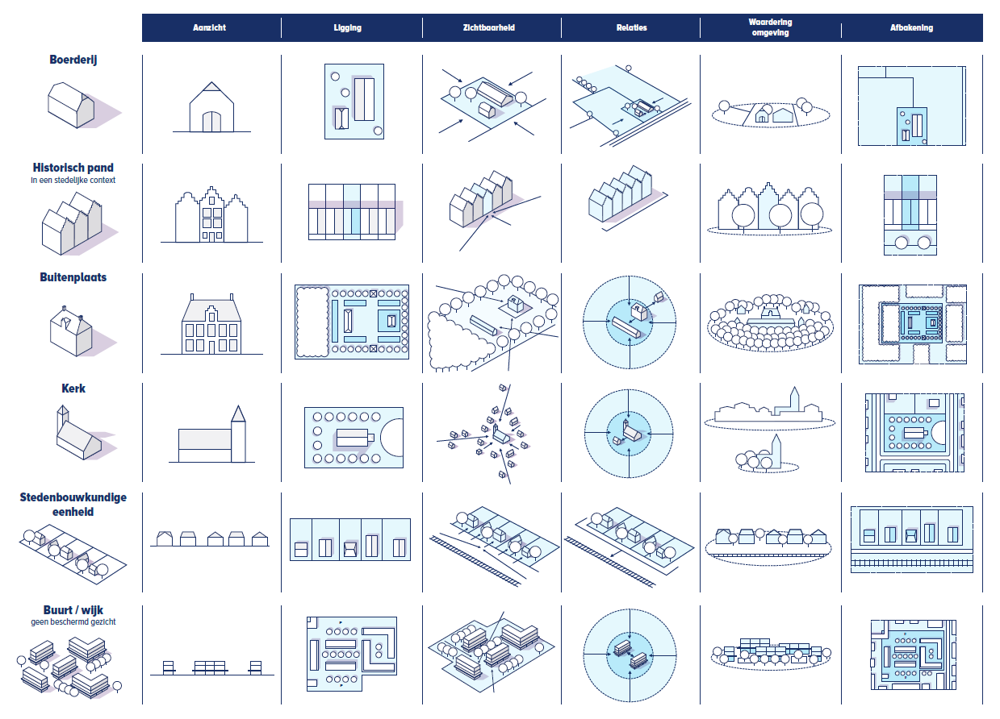 Aanzicht
Ligging
Zichtbaarheid
Relaties
Waardering
omgeving
Afbakening
Boerderij
Historisch pand
In een stedelijke context
Buitenplaats
Kerk
Stedenbouwkundige
eenheid
Buurt / wijk
geen beschermd gezicht